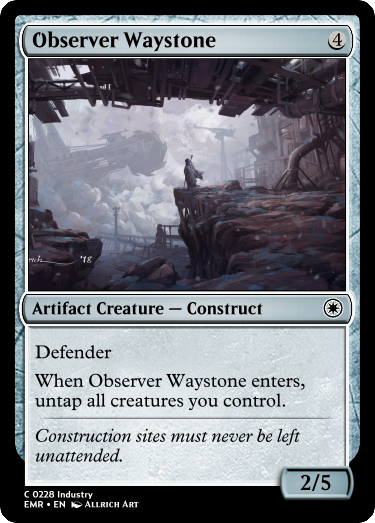 Observer Waystone 4
Artifact Creature — Construct
Defender
When Observer Waystone enters,
untap all creatures you control.
Construction sites must never be left
unattended.
2/5
C 0228 Industry
EMR • EN Allrich Art